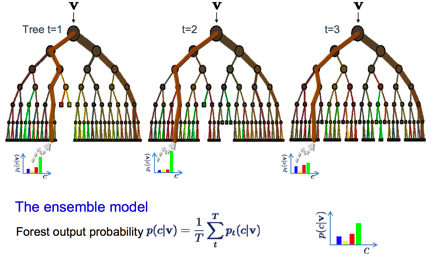 v v v
Tree t=1 t=2 t=3
The ensemble model
Forest output probability p(c|v) = 1/T ∑_t^T p_t(c|v)
p(c|v)
c